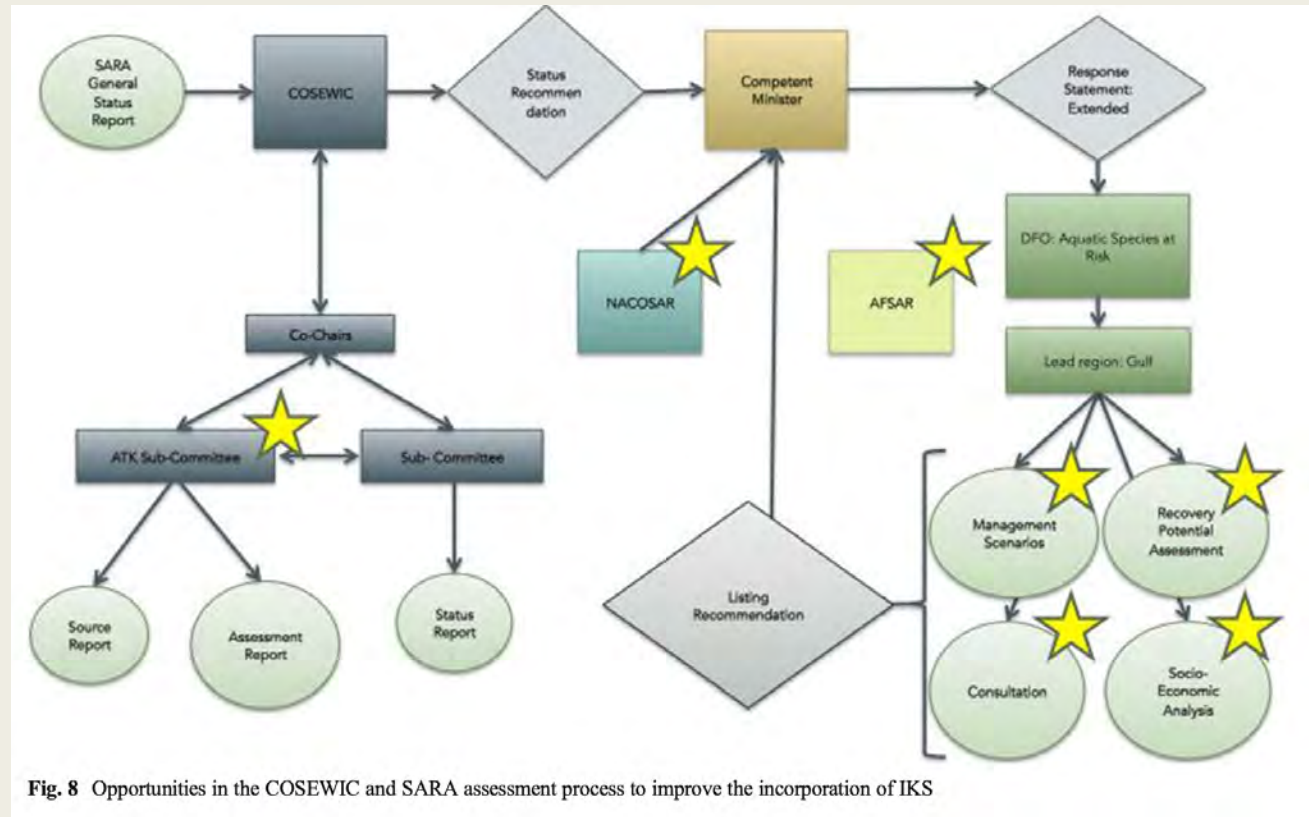 SARA
General
Status
Report
COSEWIC
Status
Recommen
dation
Competent
Minister
Response
Statement:
Extended
DFO: Aquatic Species at
Risk
NACOSAR
AFSAR
Co-Chairs
Lead region: Gulf
ATK Sub-Committee
Sub- Committee
Management
Scenarios
Recovery
Potential
Assessment
Listing
Recommendation
Source
Report
Assessment
Report
Status
Report
Consultation
Socio-
Economic
Analysis
Fig. 8 Opportunities in the COSEWIC and SARA assessment process to improve the incorporation of IKS